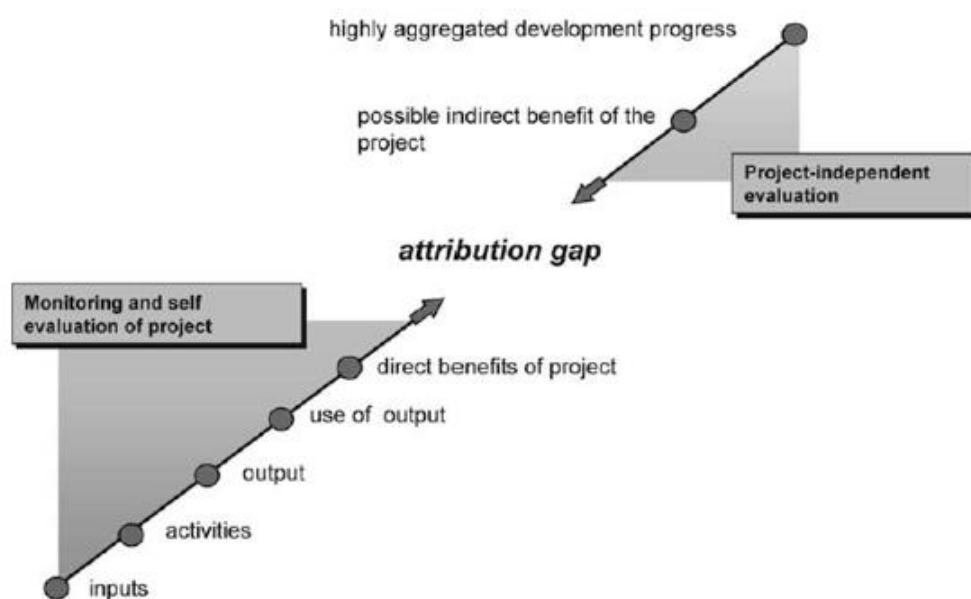 highly aggregated development progress
possible indirect benefit of the
project
Project-independent
evaluation
attribution gap
Monitoring and self
evaluation of project
direct benefits of project
use of output
output
activities
inputs